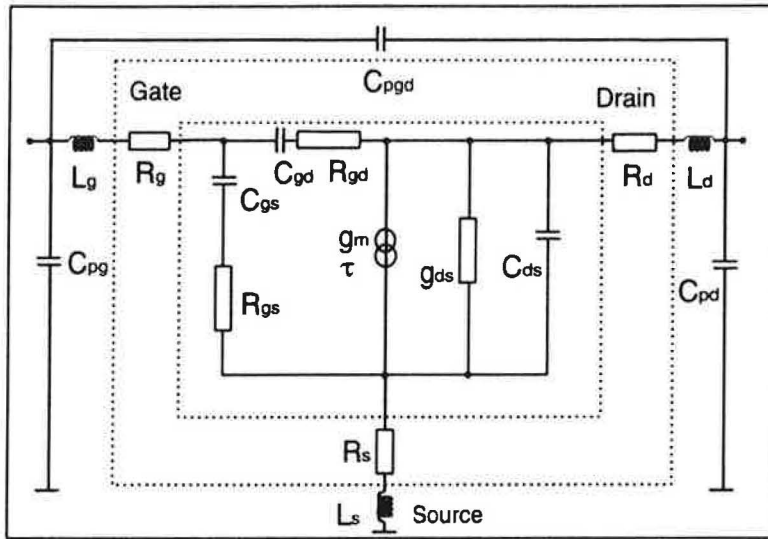 Cpgd
Gate
Drain
Lg
Rg
Cgd
Rgd
Rd
Ld
Cgs
gm
τ
gds
Cds
Cpg
Rgs
Cpd
Rs
Ls
Source